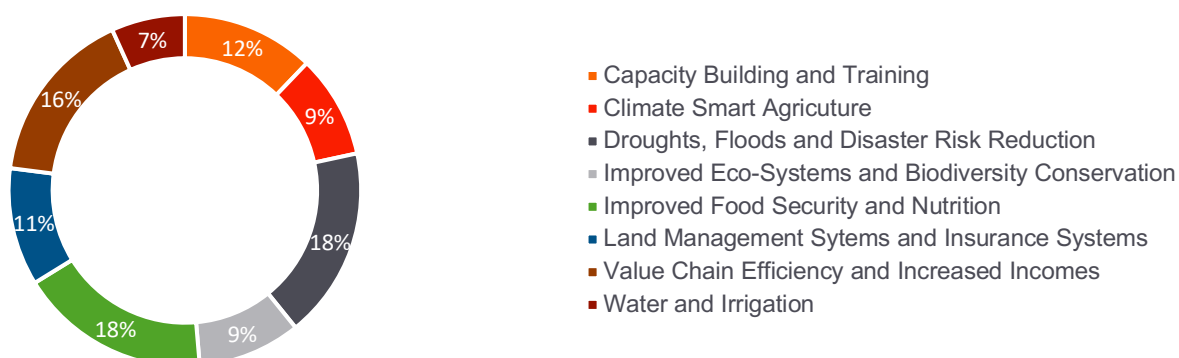 7%
12%
16%
9%
11%
18%
18%
9%
Capacity Building and Training
Climate Smart Agricuture
Droughts, Floods and Disaster Risk Reduction
Improved Eco-Systems and Biodiversity Conservation
Improved Food Security and Nutrition
Land Management Sytems and Insurance Systems
Value Chain Efficiency and Increased Incomes
Water and Irrigation